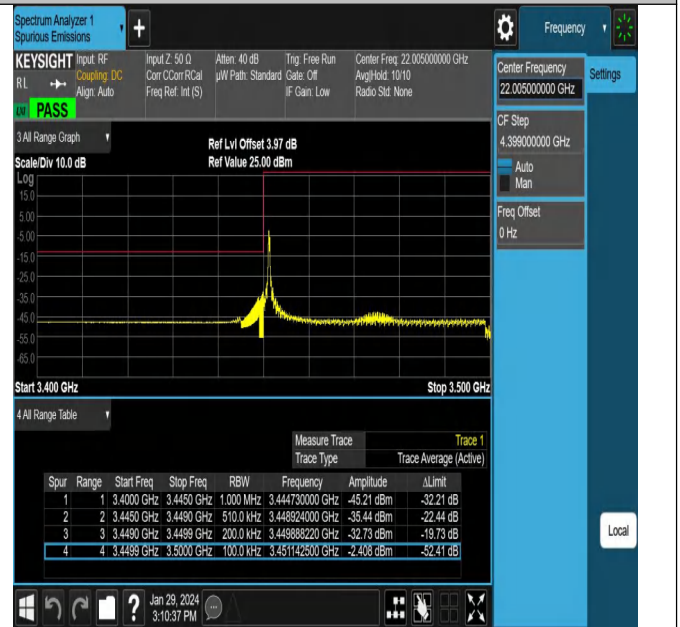 Spectrum Analyzer 1
Spurious Emissions
+
Frequency
KEYSIGHT Input: RF Input Z: 50 Ω Atten: 40 dB Trig: Free Run Center Freq: 22.005000000 GHz
RL Coupling: DC Corr CCorr RCal µW Path: Standard Gate: Off Avg|Hold: 10/10
Align: Auto Freq Ref: Int (S) IF Gain: Low Radio Std: None
PASS
Center Frequency
22.005000000 GHz
Settings
CF Step
4.399000000 GHz
Auto
Man
Freq Offset
0 Hz
3 All Range Graph
Ref Lvl Offset 3.97 dB
Scale/Div 10.0 dB Ref Value 25.00 dBm
Log
15.0
5.00
-5.00
-15.0
-25.0
-35.0
-45.0
-55.0
-65.0
Start 3.400 GHz Stop 3.500 GHz
4 All Range Table
Measure Trace Trace 1
Trace Type Trace Average (Active)
Spur Range Start Freq Stop Freq RBW Frequency Amplitude ΔLimit
1 1 3.4000 GHz 3.4450 GHz 1.000 MHz 3.444730000 GHz -45.21 dBm -32.21 dB
2 2 3.4450 GHz 3.4490 GHz 510.0 kHz 3.448924000 GHz -35.44 dBm -22.44 dB
3 3 3.4490 GHz 3.4499 GHz 200.0 kHz 3.449888220 GHz -32.73 dBm -19.73 dB
4 4 3.4499 GHz 3.5000 GHz 100.0 kHz 3.451142500 GHz -2.408 dBm -52.41 dB
Local
?
Jan 29, 2024
3:10:37 PM